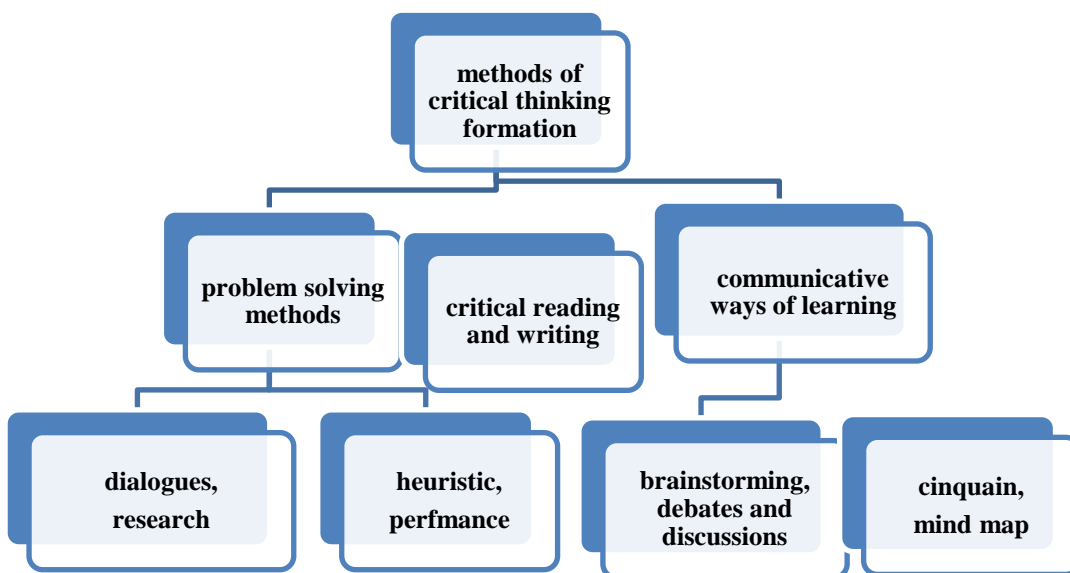 methods of
critical thinking
formation
problem solving
methods
critical reading
and writing
communicative
ways of learning
dialogues,
research
heuristic,
perfmance
brainstorming,
debates and
discussions
cinquain,
mind map